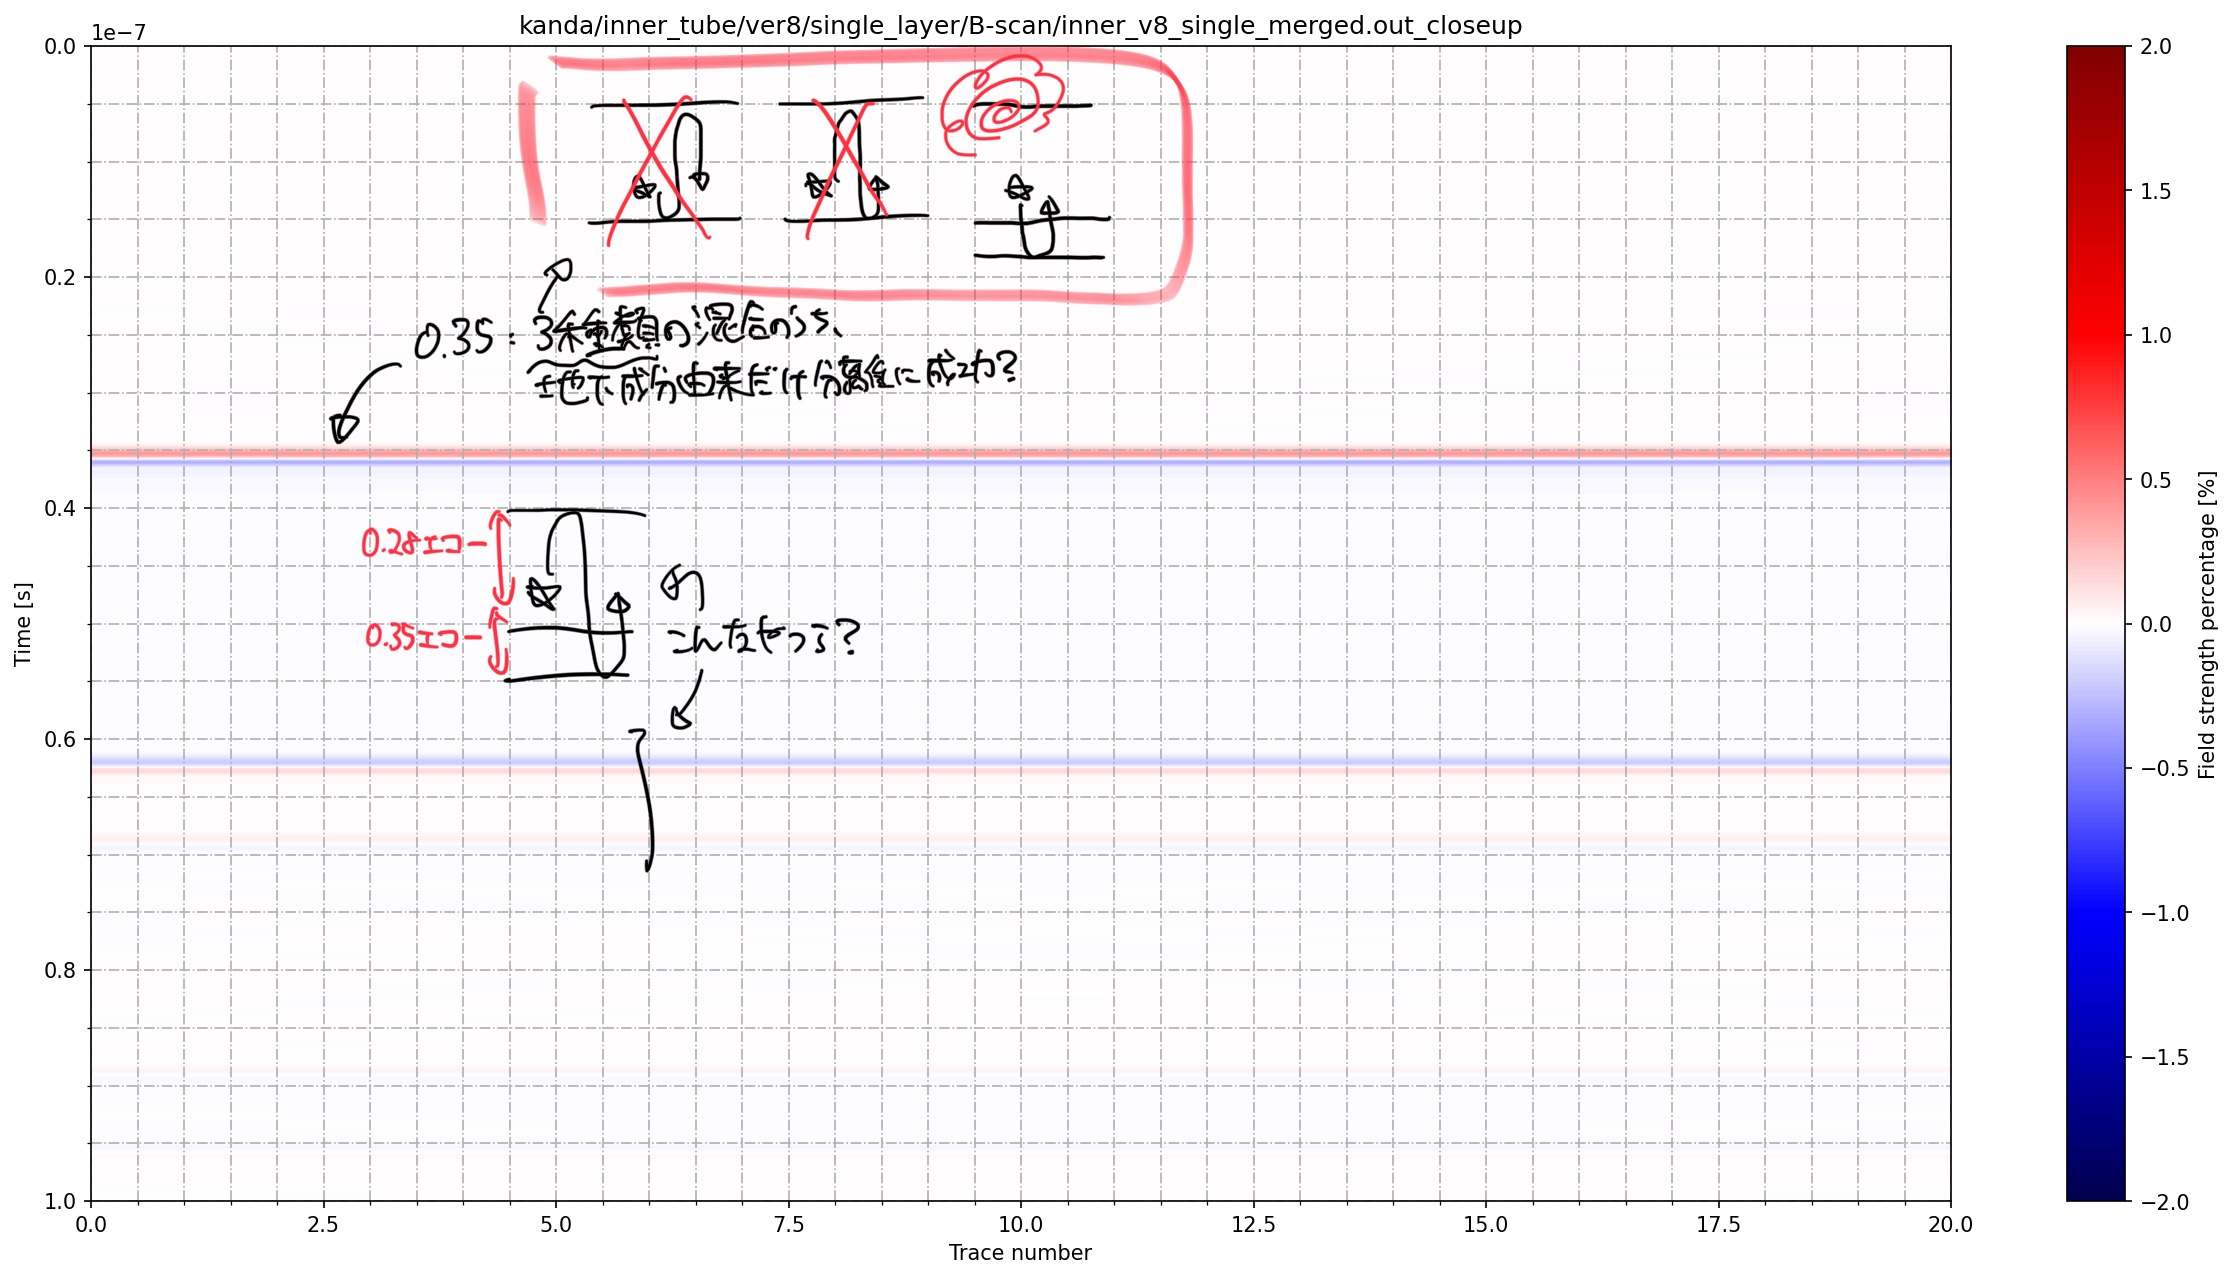 kanda/inner_tube/ver8/single_layer/B-scan/inner_v8_single_merged.out_closeup
1e−7
0.0
0.2
0.4
0.6
0.8
1.0
Time [s]
0.35:3種類の混合のうち、
地下成分由来だけ分離に成功?
0.28エコー
0.35エコー
こんなやつら?
0.0 2.5 5.0 7.5 10.0 12.5 15.0 17.5 20.0
Trace number
2.0
1.5
1.0
0.5
0.0
−0.5
−1.0
−1.5
−2.0
Field strength percentage [%]